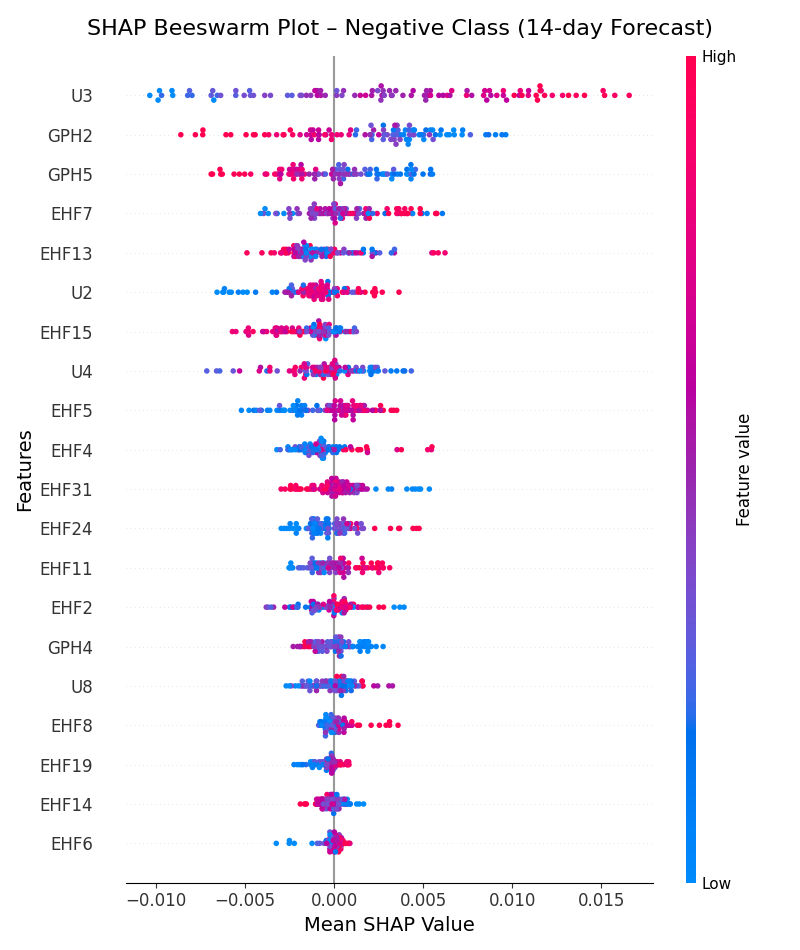 SHAP Beeswarm Plot – Negative Class (14-day Forecast)
High
U3
GPH2
GPH5
EHF7
EHF13
U2
EHF15
U4
EHF5
EHF4
EHF31
EHF24
EHF11
EHF2
GPH4
U8
EHF8
EHF19
EHF14
EHF6
Features
Feature value
Low
−0.010 −0.005 0.000 0.005 0.010 0.015
Mean SHAP Value